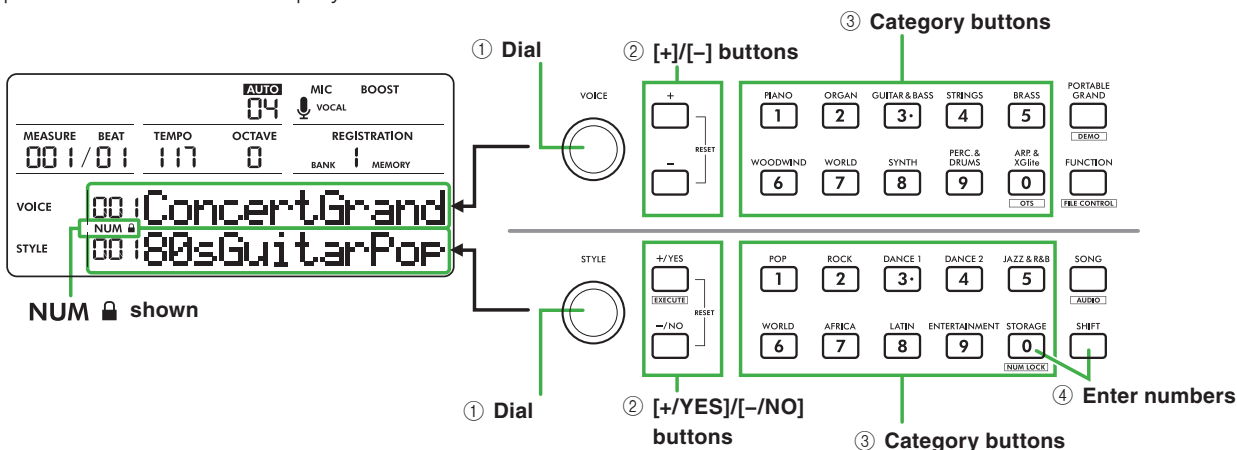 ③ Category buttons
① Dial
② [+]/[–] buttons
AUTO
MIC
BOOST
04
VOCAL
MEASURE
BEAT
TEMPO
OCTAVE
REGISTRATION
001/01
117
0
BANK
1
MEMORY
VOICE
001ConcertGrand
NUM
STYLE
00180sGuitarPop
NUM shown
VOICE
+
–
RESET
PIANO
ORGAN
GUITAR & BASS
STRINGS
BRASS
1
2
3·
4
5
WOODWIND
WORLD
SYNTH
PERC. & DRUMS
ARP. & XGlite
6
7
8
9
0
OTS
PORTABLE GRAND
DEMO
FUNCTION
FILE CONTROL
STYLE
+/YES
EXECUTE
RESET
–/NO
POP
ROCK
DANCE 1
DANCE 2
JAZZ & R&B
1
2
3·
4
5
WORLD
AFRICA
LATIN
ENTERTAINMENT
STORAGE
6
7
8
9
0
NUM LOCK
SONG
AUDIO
SHIFT
④ Enter numbers
① Dial
② [+/YES]/[–/NO]
buttons
③ Category buttons